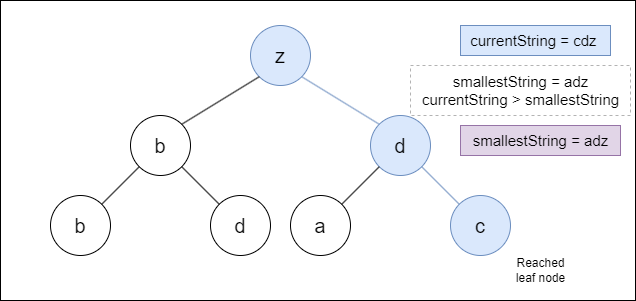 z
currentString = cdz
smallestString = adz
currentString > smallestString
b
d
smallestString = adz
b
d
a
c
Reached
leaf node